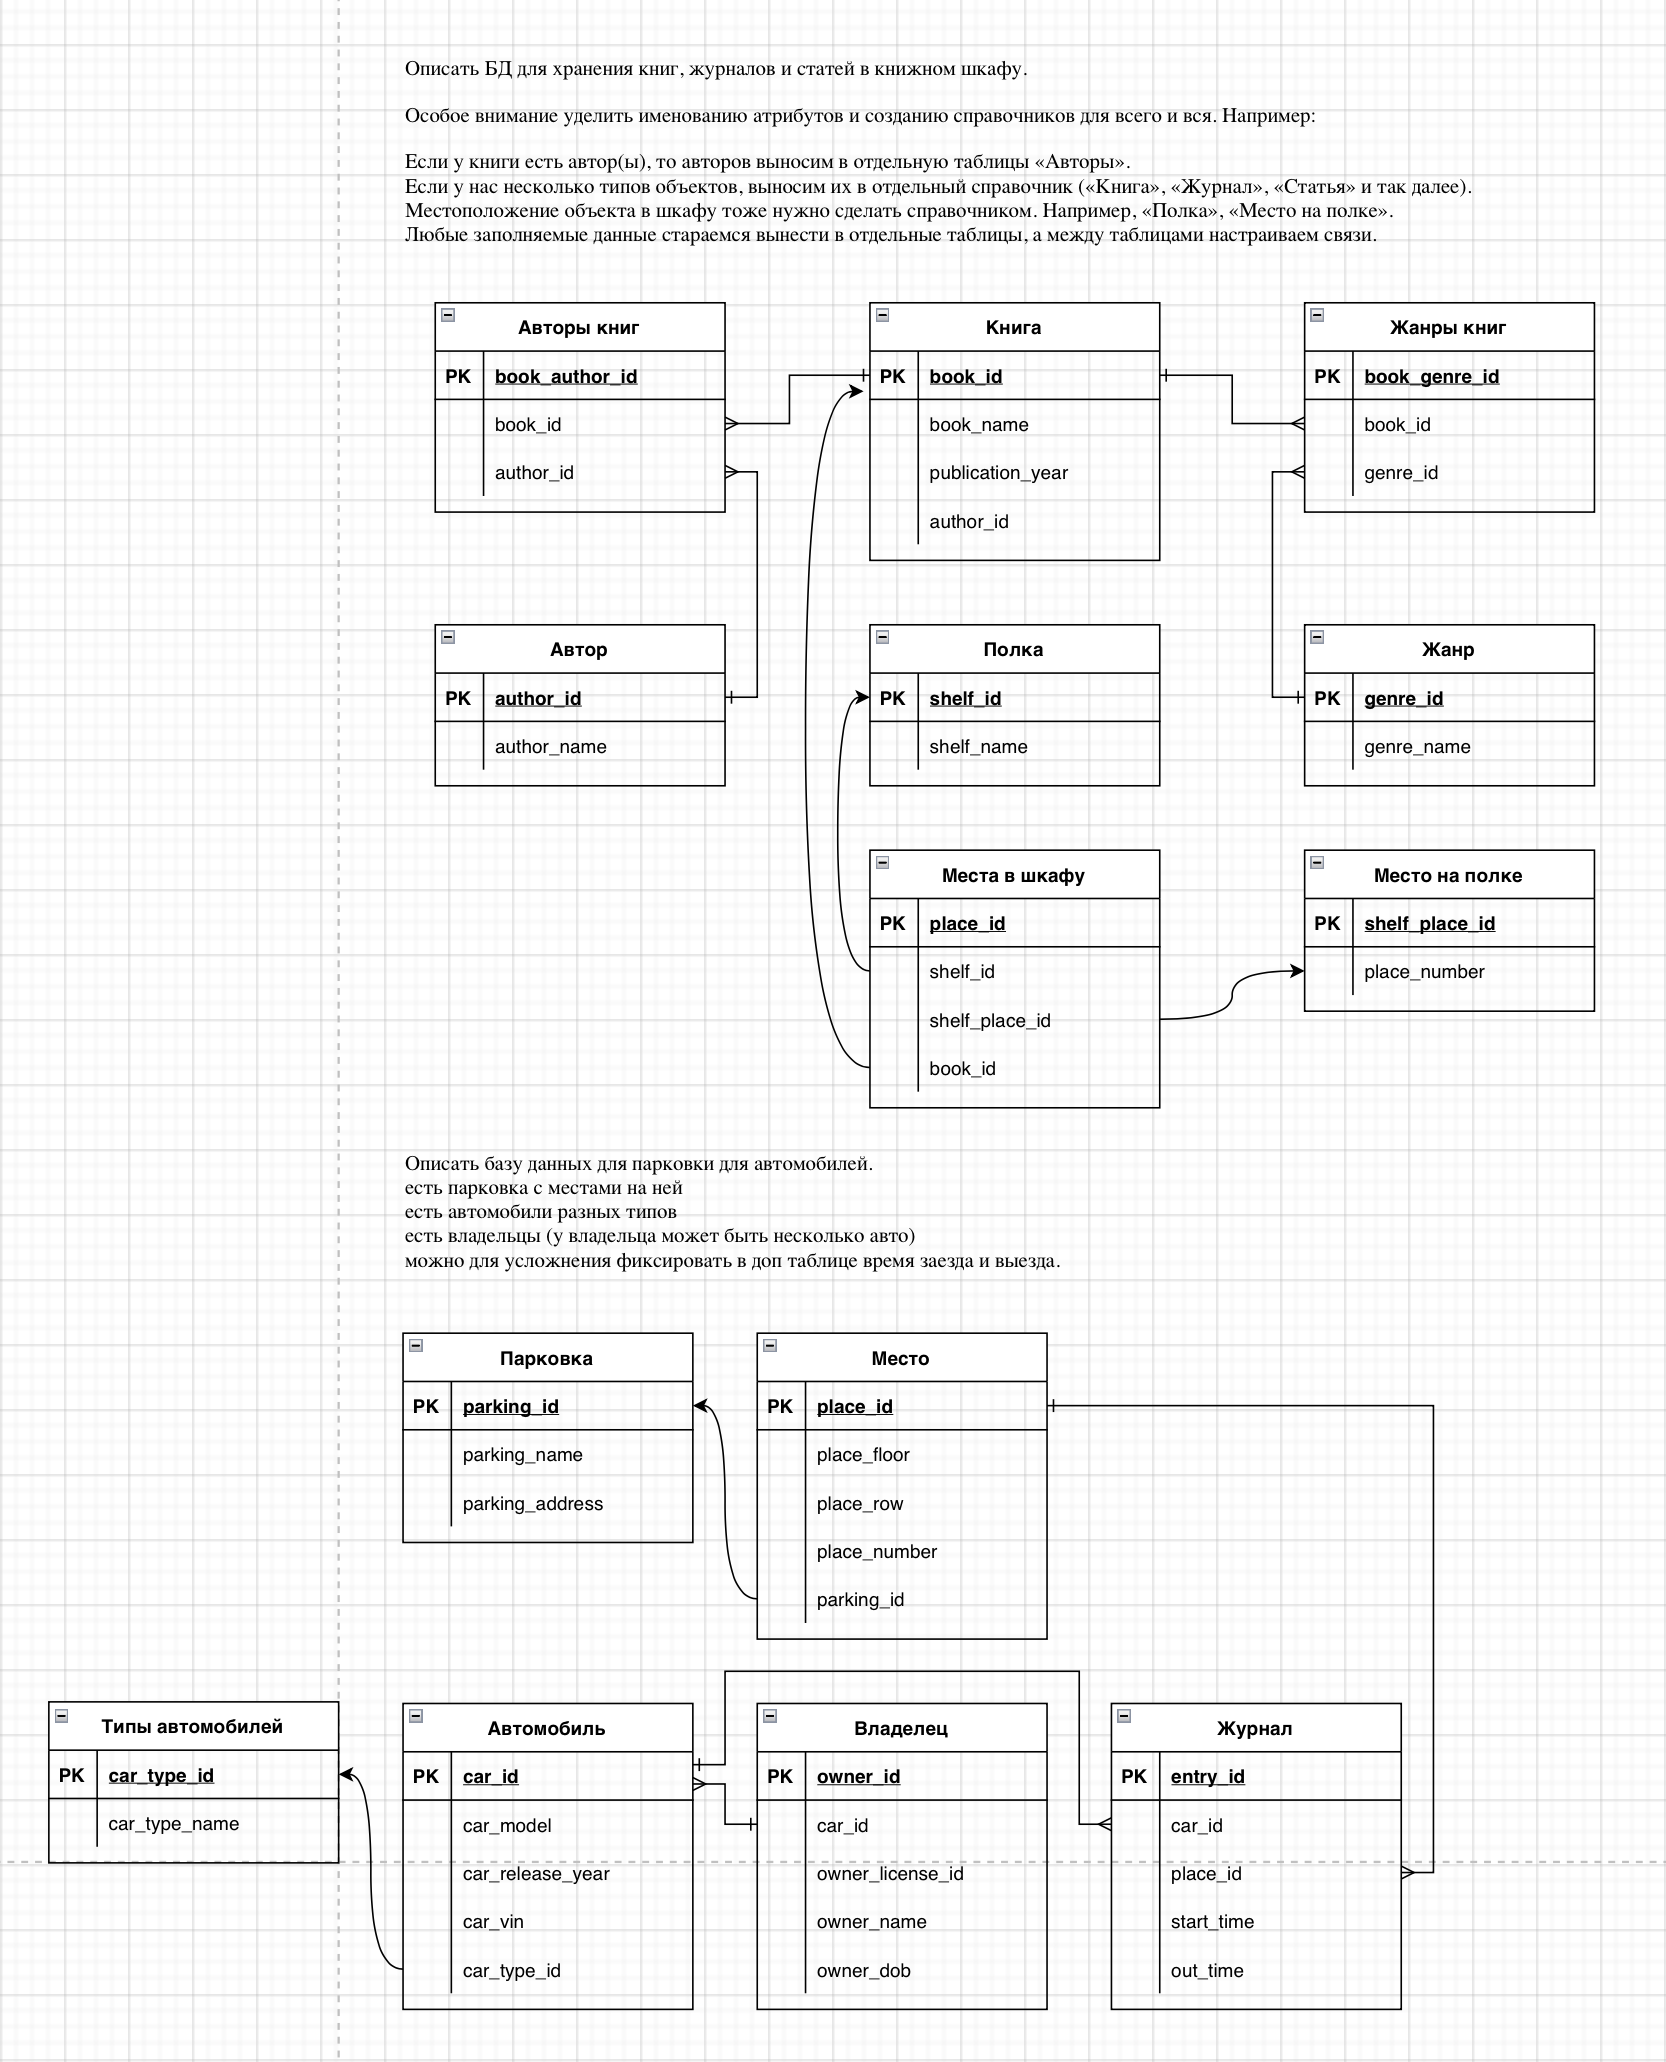 Описать БД для хранения книг, журналов и статей в книжном шкафу.
Особое внимание уделить именованию атрибутов и созданию справочников для всего и вся. Например:
Если у книги есть автор(ы), то авторов выносим в отдельную таблицы «Авторы».
Если у нас несколько типов объектов, выносим их в отдельный справочник («Книга», «Журнал», «Статья» и так далее).
Местоположение объекта в шкафу тоже нужно сделать справочником. Например, «Полка», «Место на полке».
Любые заполняемые данные стараемся вынести в отдельные таблицы, а между таблицами настраиваем связи.
Авторы книг
PK book_author_id
book_id
author_id
Книга
PK book_id
book_name
publication_year
author_id
Жанры книг
PK book_genre_id
book_id
genre_id
Автор
PK author_id
author_name
Полка
PK shelf_id
shelf_name
Жанр
PK genre_id
genre_name
Места в шкафу
PK place_id
shelf_id
shelf_place_id
book_id
Место на полке
PK shelf_place_id
place_number
Описать базу данных для парковки для автомобилей.
есть парковка с местами на ней
есть автомобили разных типов
есть владельцы (у владельца может быть несколько авто)
можно для усложнения фиксировать в доп таблице время заезда и выезда.
Парковка
PK parking_id
parking_name
parking_address
Место
PK place_id
place_floor
place_row
place_number
parking_id
Типы автомобилей
PK car_type_id
car_type_name
Автомобиль
PK car_id
car_model
car_release_year
car_vin
car_type_id
Владелец
PK owner_id
car_id
owner_license_id
owner_name
owner_dob
Журнал
PK entry_id
car_id
place_id
start_time
out_time